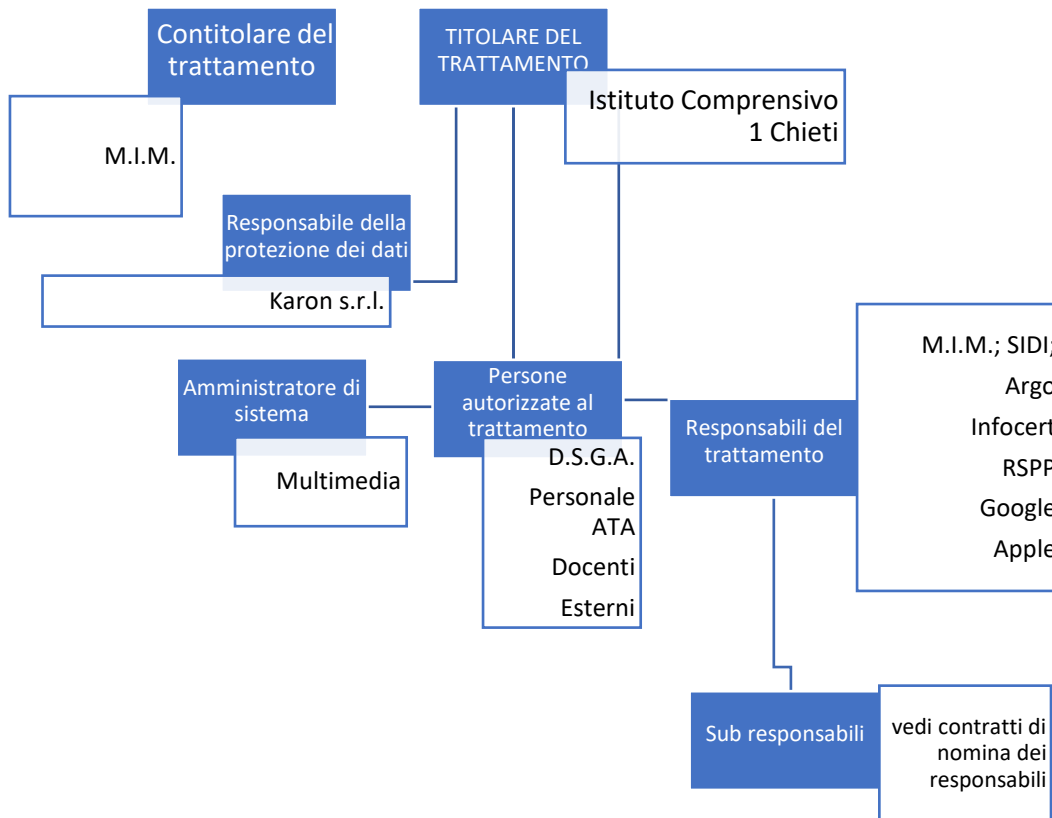 Contitolare del
trattamento
M.I.M.
TITOLARE DEL
TRATTAMENTO
Istituto Comprensivo
1 Chieti
Responsabile della
protezione dei dati
Karon s.r.l.
Amministratore di
sistema
Multimedia
Persone
autorizzate al
trattamento
D.S.G.A.
Personale
ATA
Docenti
Esterni
Responsabili del
trattamento
M.I.M.; SIDI;
Argo
Infocert
RSPP
Google
Apple
Sub responsabili
vedi contratti di
nomina dei
responsabili